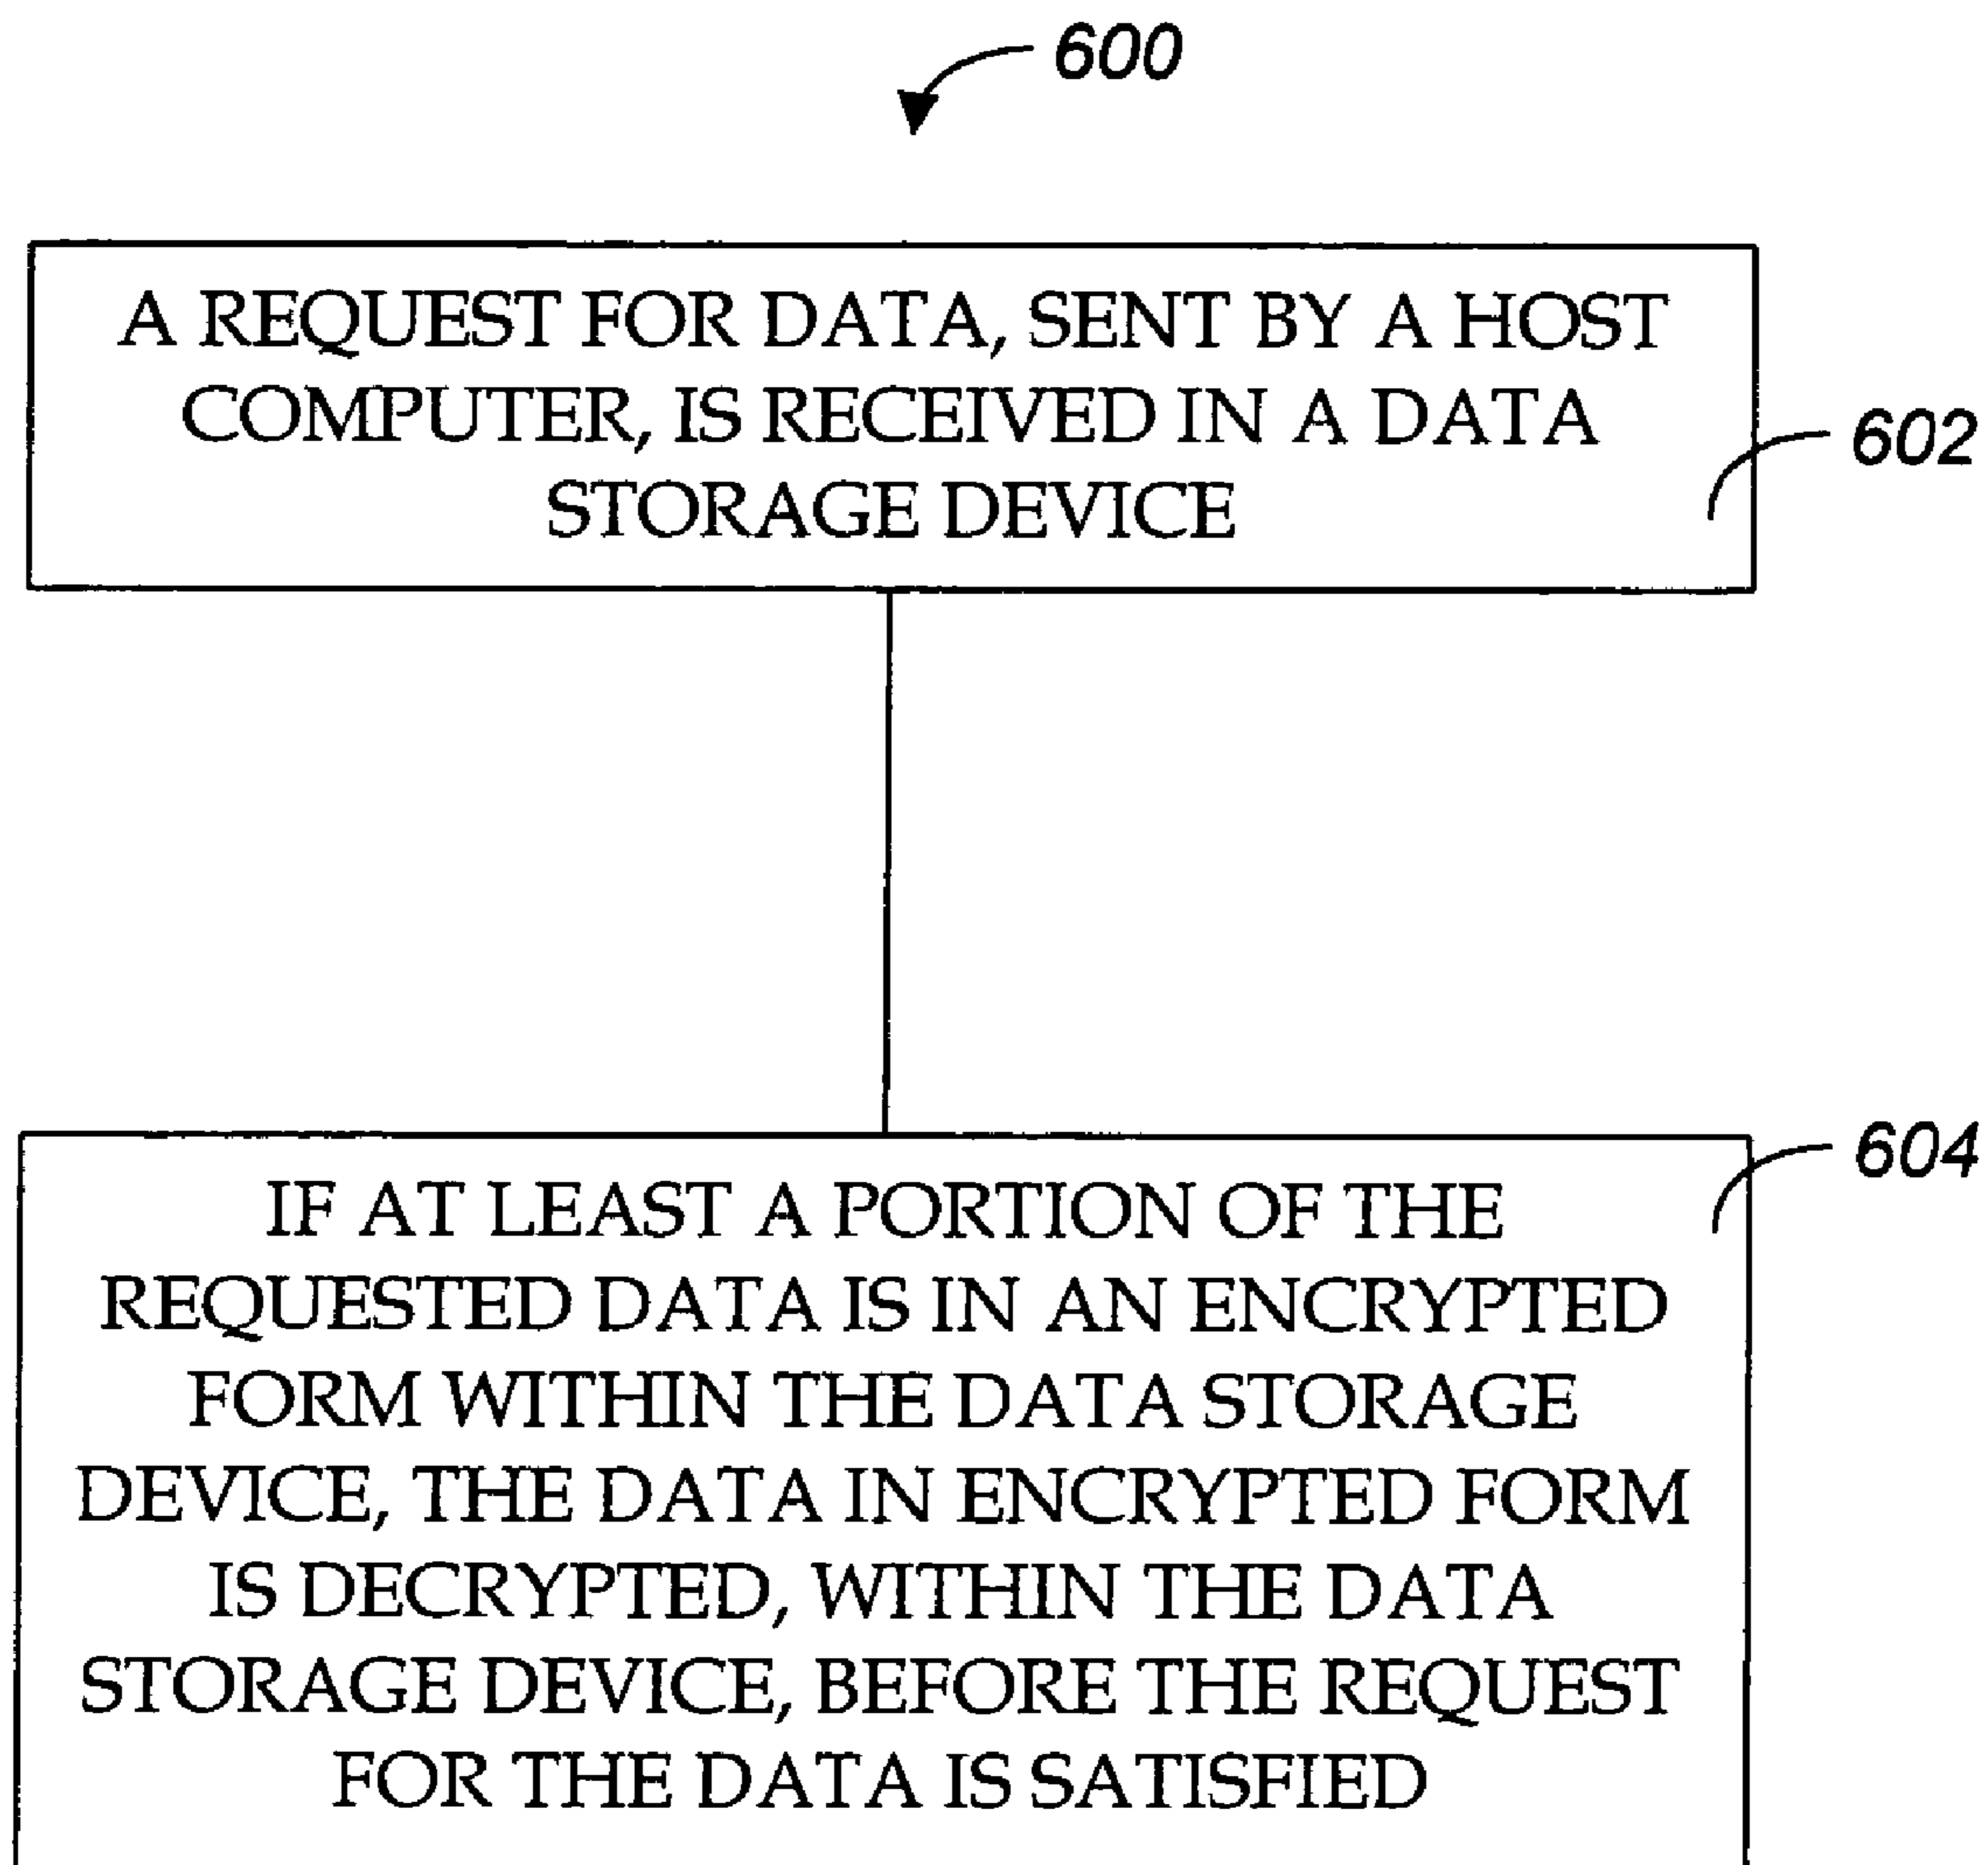 600
A REQUEST FOR DATA, SENT BY A HOST
COMPUTER, IS RECEIVED IN A DATA
STORAGE DEVICE
602
604
IF AT LEAST A PORTION OF THE
REQUESTED DATA IS IN AN ENCRYPTED
FORM WITHIN THE DATA STORAGE
DEVICE, THE DATA IN ENCRYPTED FORM
IS DECRYPTED, WITHIN THE DATA
STORAGE DEVICE, BEFORE THE REQUEST
FOR THE DATA IS SATISFIED